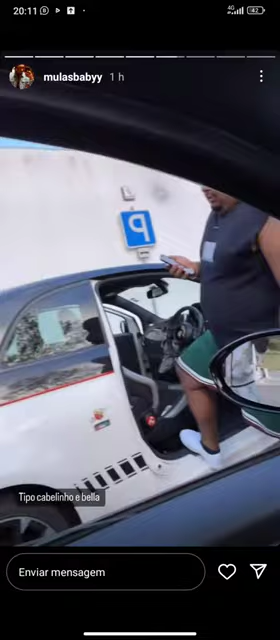 20:11
4G
42
mulasbabyy 1 h
P
Tipo cabelinho e bella
Enviar mensagem